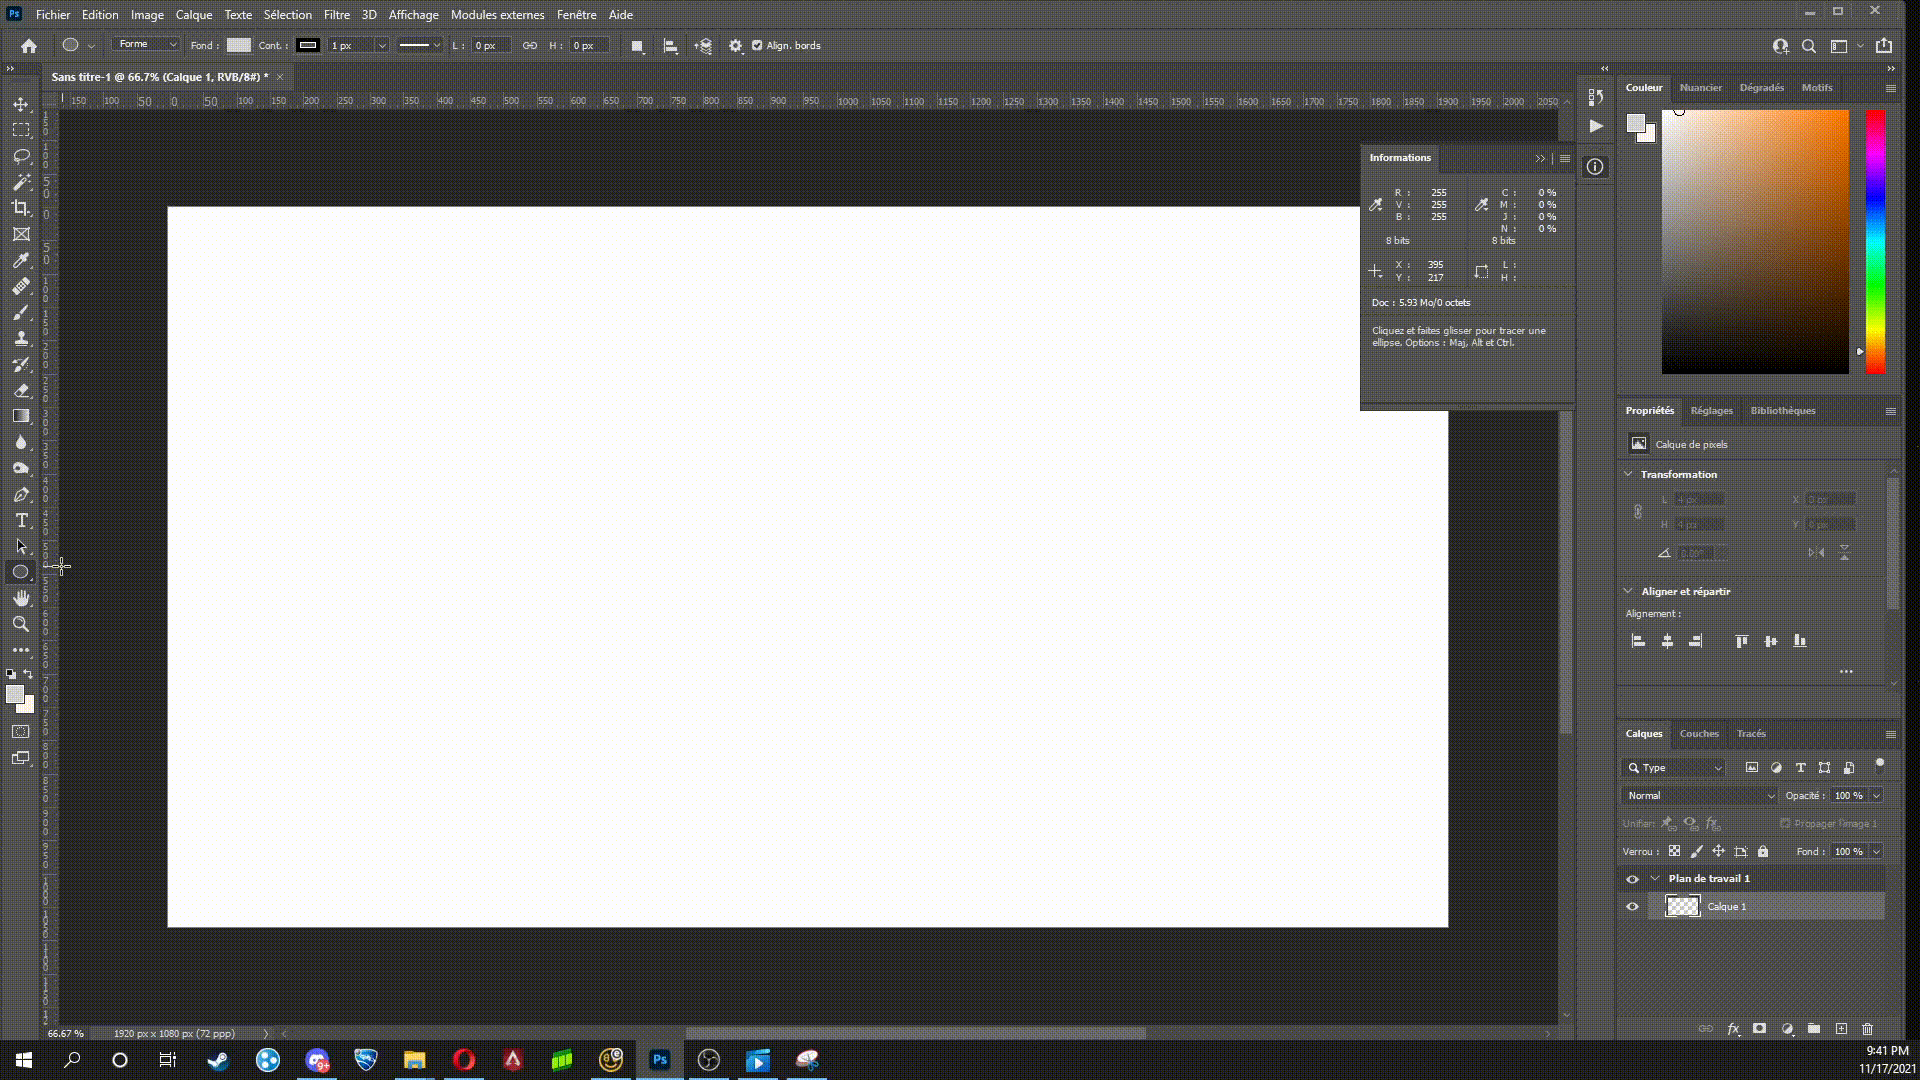 Ps Fichier Edition Image Calque Texte Sélection Filtre 3D Affichage Modules externes Fenêtre Aide
Forme Fond : Cont. : 1 px L : 0 px H : 0 px Align. bords
Sans titre-1 @ 66.7% (Calque 1, RVB/8#) * ×
150 100 50 0 50 100 150 200 250 300 350 400 450 500 550 600 650 700 750 800 850 900 950 1000 1050 1100 1150 1200 1250 1300 1350 1400 1450 1500 1550 1600 1650 1700 1750 1800 1850 1900 1950 2000 2050
Couleur Nuancier Dégradés Motifs
Informations
R : 255 C : 0 %
V : 255 M : 0 %
B : 255 J : 0 %
N : 0 %
8 bits 8 bits
X : 395 L :
Y : 217 H :
Doc : 5.93 Mo/0 octets
Cliquez et faites glisser pour tracer une
ellipse. Options : Maj, Alt et Ctrl.
Propriétés Réglages Bibliothèques
Calque de pixels
Transformation
L 4 px X 0 px
H 4 px Y 0 px
0.00°
Aligner et répartir
Alignement :
Calques Couches Tracés
Type
Normal Opacité : 100 %
Unifier: Propager l'image 1
Verrou : Fond : 100 %
Plan de travail 1
Calque 1
66.67 % 1920 px x 1080 px (72 ppp)
9+ Ps
9:41 PM
11/17/2021